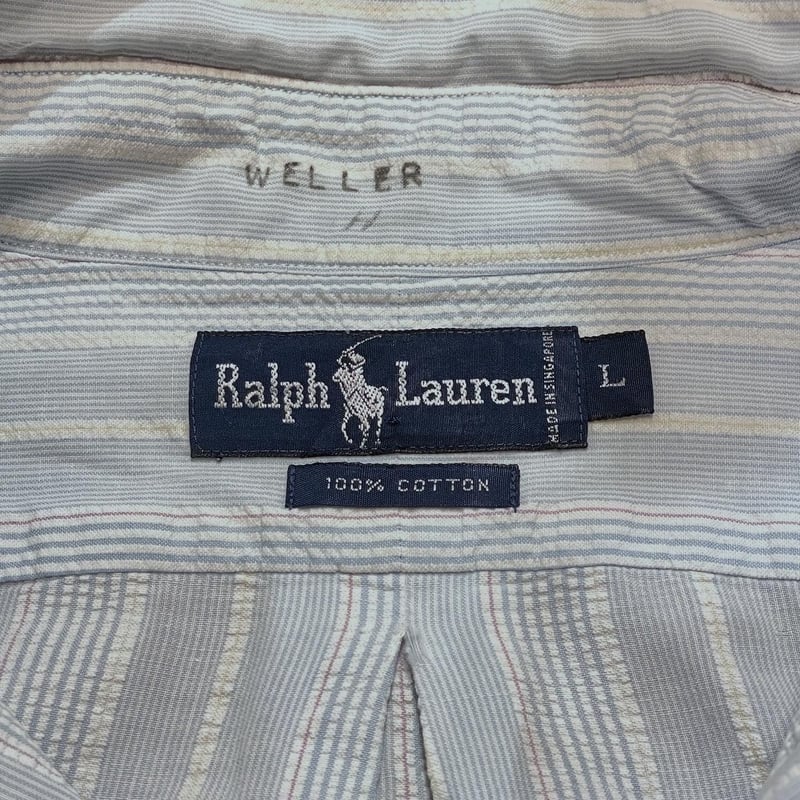 WELLER
Ralph Lauren
MADE IN SINGAPORE
L
100% COTTON